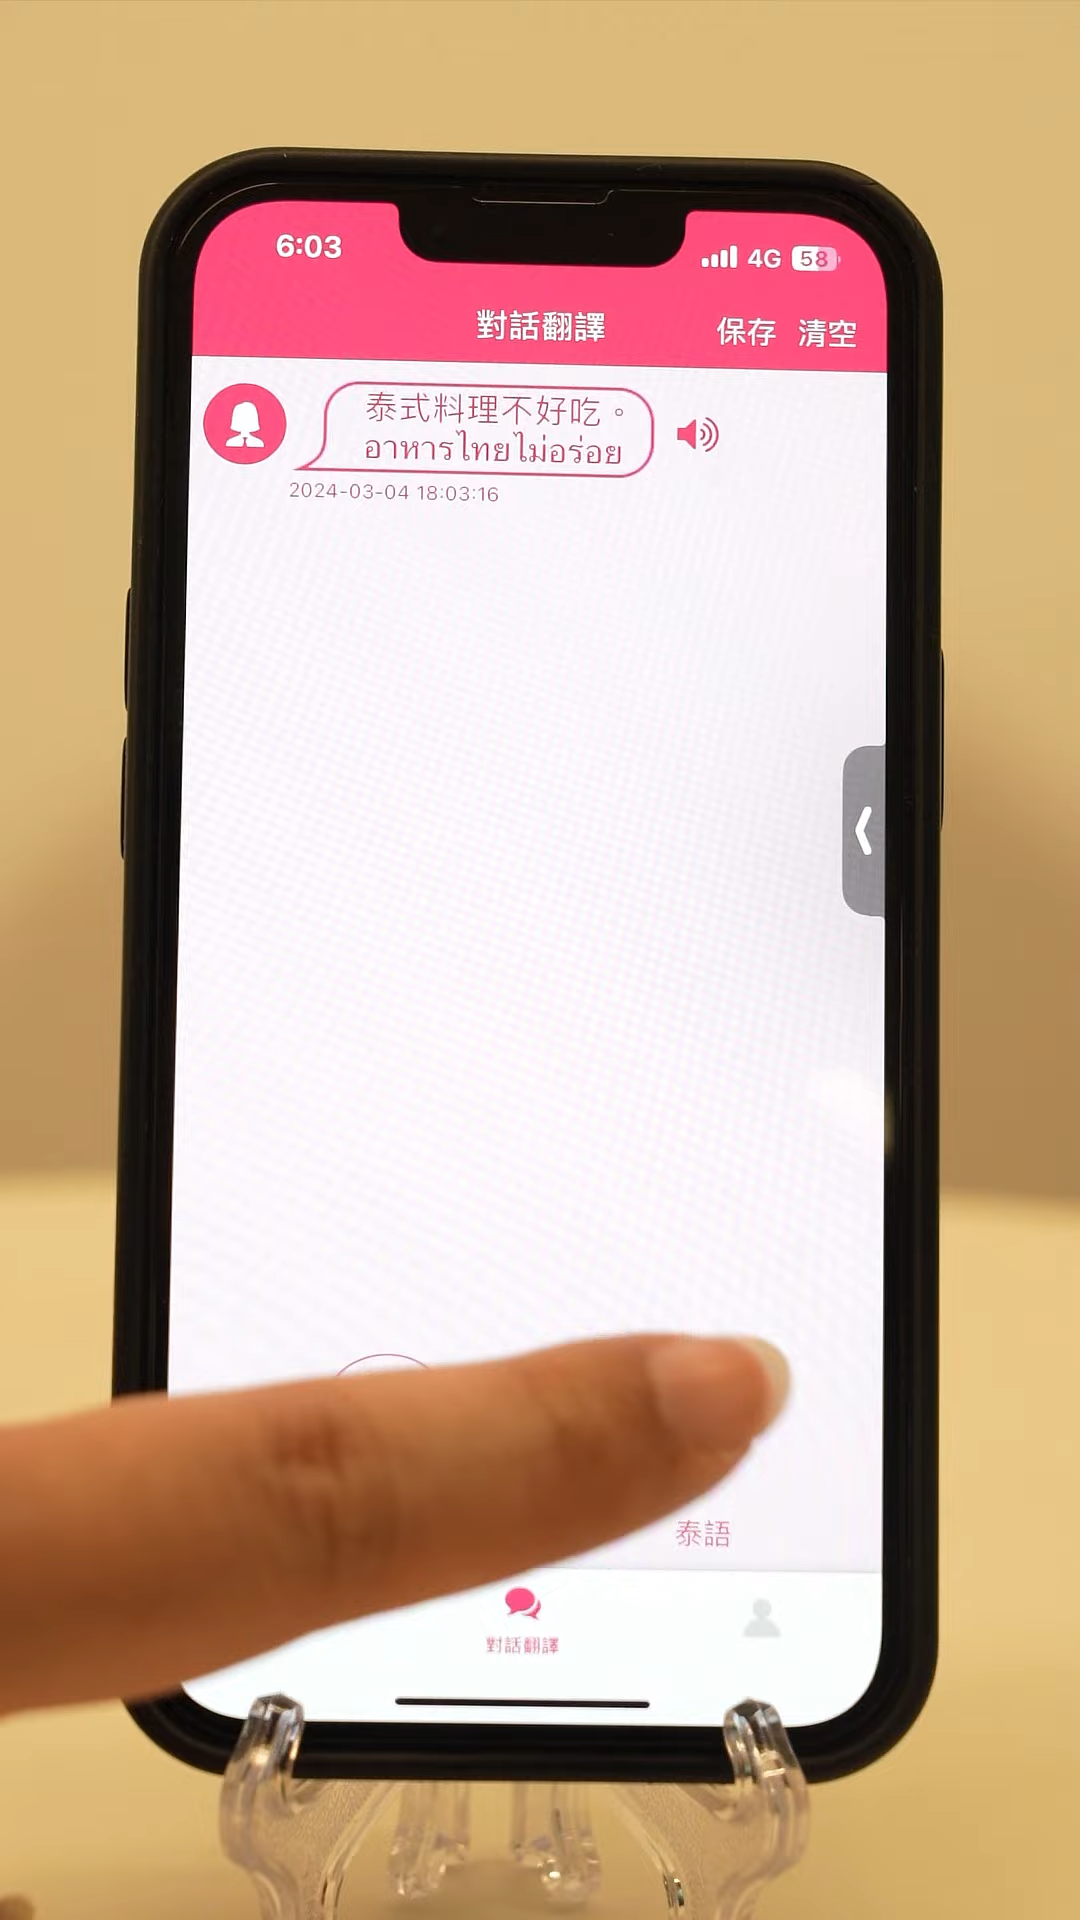 6:03
4G 58
對話翻譯 保存 清空
泰式料理不好吃。
อาหารไทยไม่อร่อย
2024-03-04 18:03:16
泰語
對話翻譯